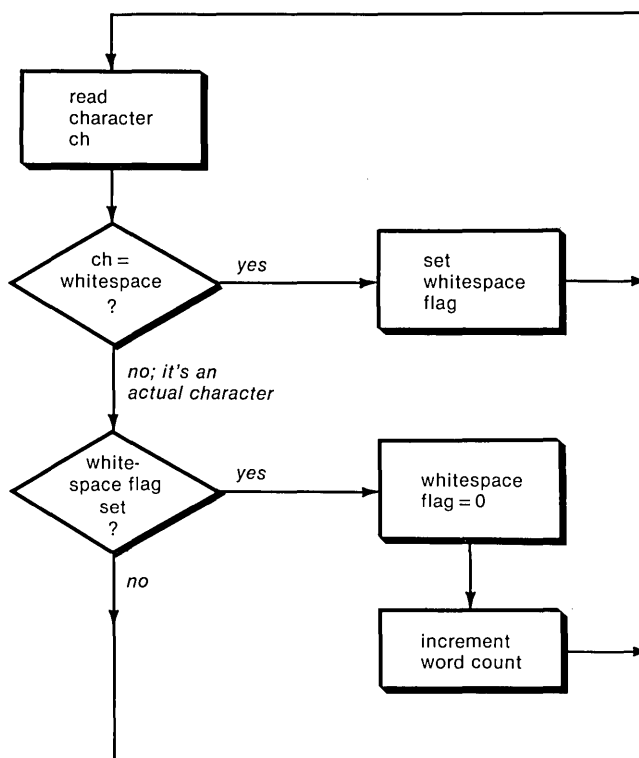 read
character
ch
ch =
whitespace
?
yes
set
whitespace
flag
no; it's an
actual character
white-
space flag
set
?
yes
whitespace
flag = 0
no
increment
word count